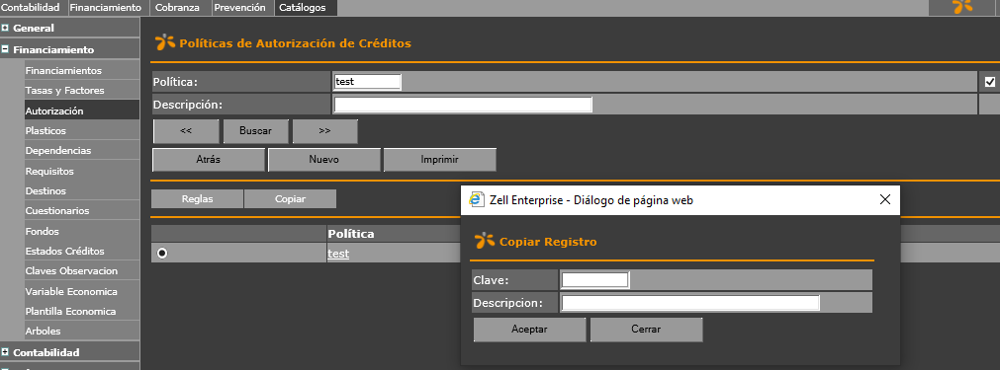 Contabilidad Financiamiento Cobranza Prevención Catálogos
General
Financiamiento
Financiamientos
Tasas y Factores
Autorización
Plasticos
Dependencias
Requisitos
Destinos
Cuestionarios
Fondos
Estados Créditos
Claves Observacion
Variable Economica
Plantilla Economica
Arboles
Contabilidad
Políticas de Autorización de Créditos
Política: test
Descripción:
<< Buscar >>
Atrás Nuevo Imprimir
Reglas Copiar
Política
test
Zell Enterprise - Diálogo de página web
Copiar Registro
Clave:
Descripcion:
Aceptar Cerrar